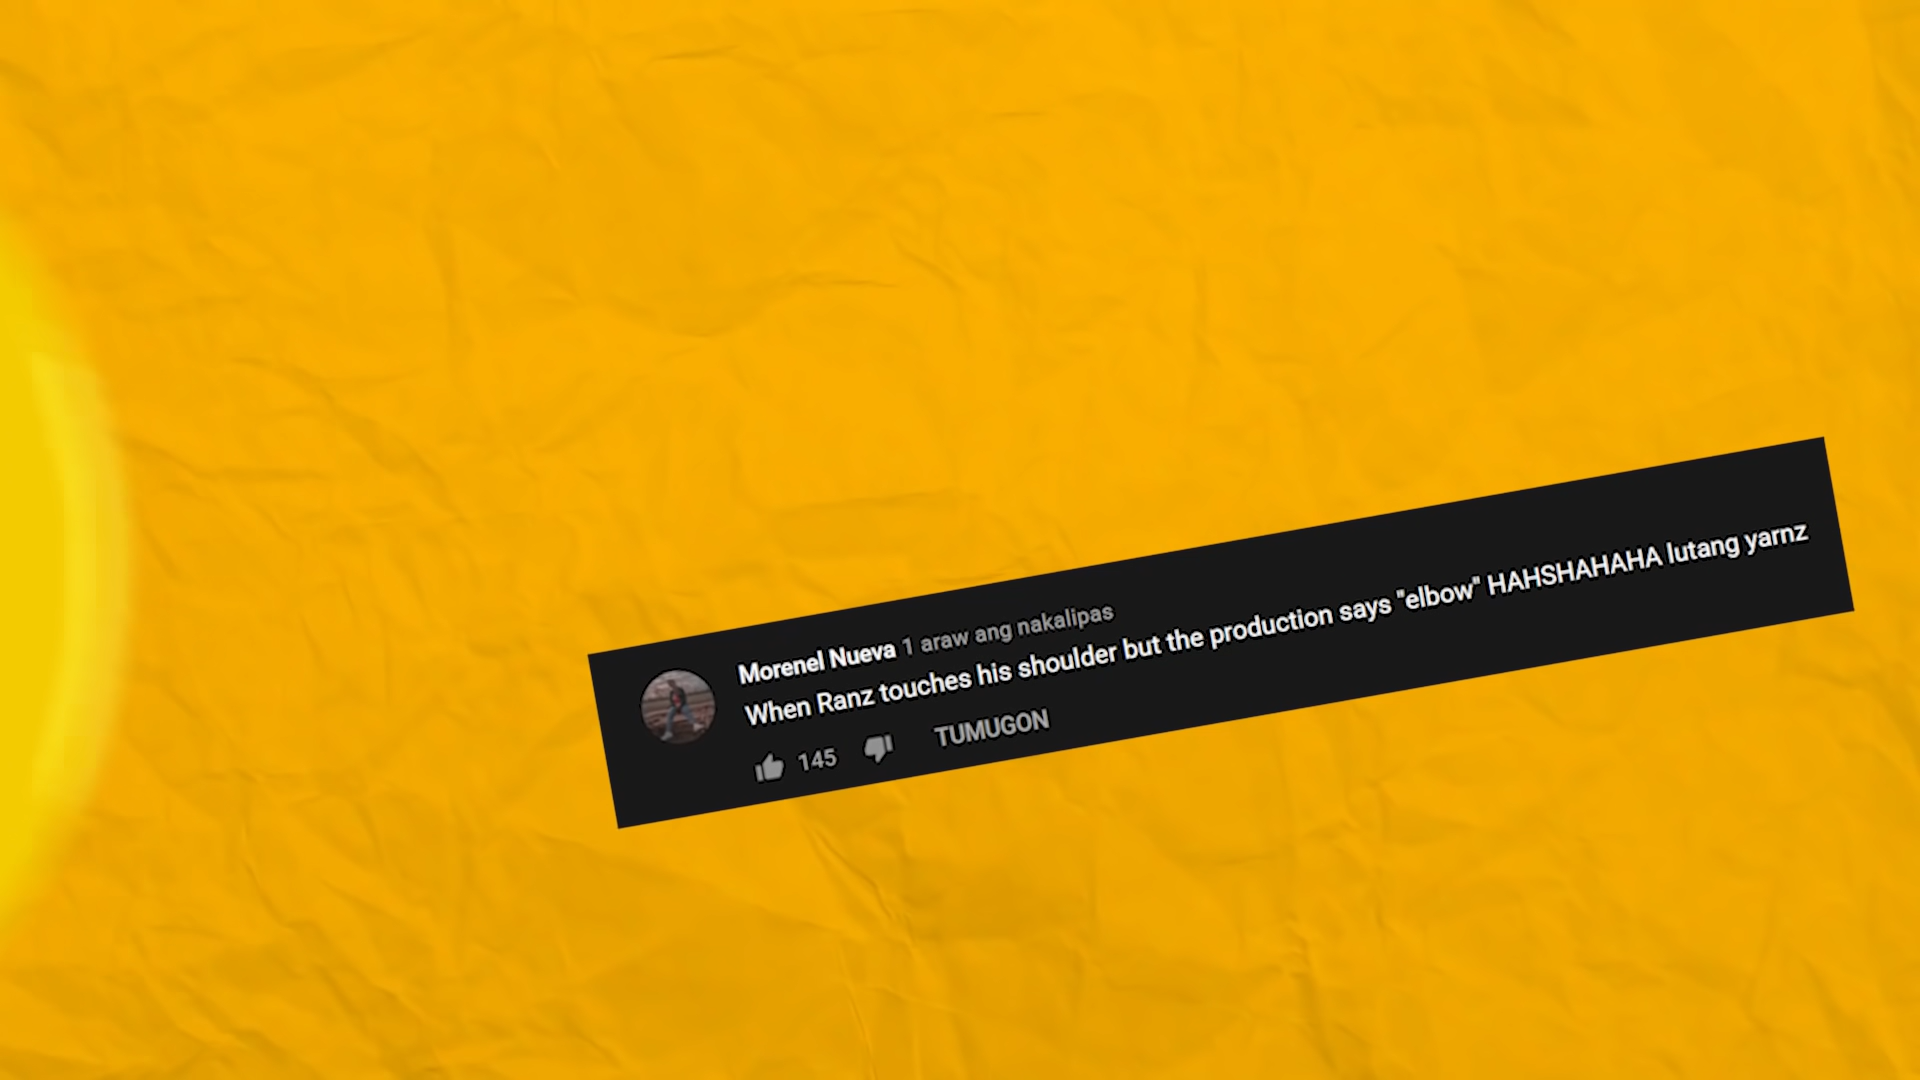 Morenel Nueva 1 araw ang nakalipas
When Ranz touches his shoulder but the production says "elbow" HAHSHAHAHA lutang yarnz
145 TUMUGON